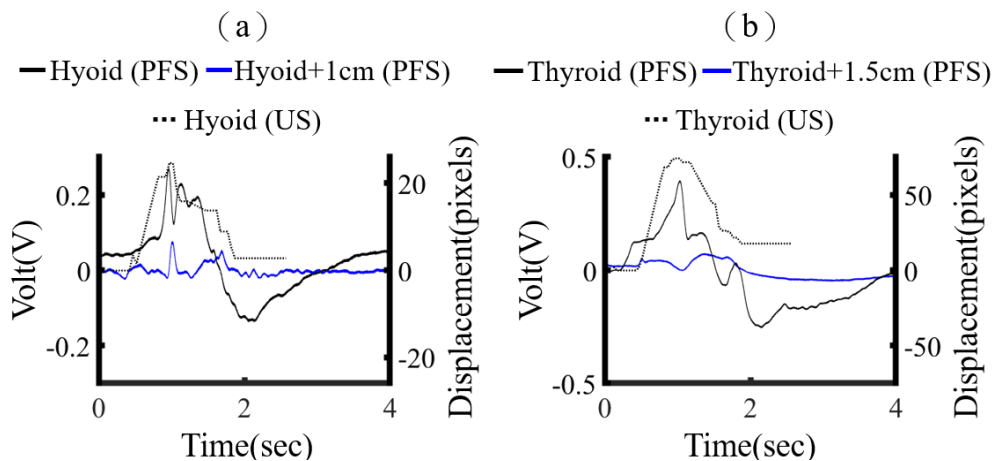 (a)
Hyoid (PFS) Hyoid+1cm (PFS)
Hyoid (US)
Volt(V)
0.2
0
-0.2
20
0
-20
Displacement(pixels)
0 2 4
Time(sec)
(b)
Thyroid (PFS) Thyroid+1.5cm (PFS)
Thyroid (US)
Volt(V)
0.5
0
-0.5
50
0
-50
Displacement(pixels)
0 2 4
Time(sec)